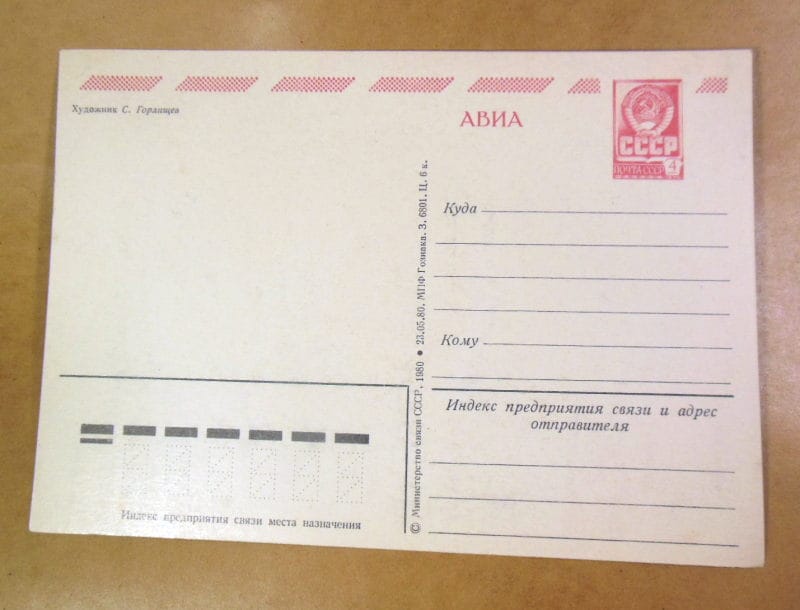 Художник С. Горлищев
АВИА
СССР
ПОЧТА СССР 4
Куда
Кому
Индекс предприятия связи и адрес
отправителя
© Министерство связи СССР, 1980 • 23.05.80. МПФ Гознака. З. 6801. Ц. 6 к.
Индекс предприятия связи места назначения